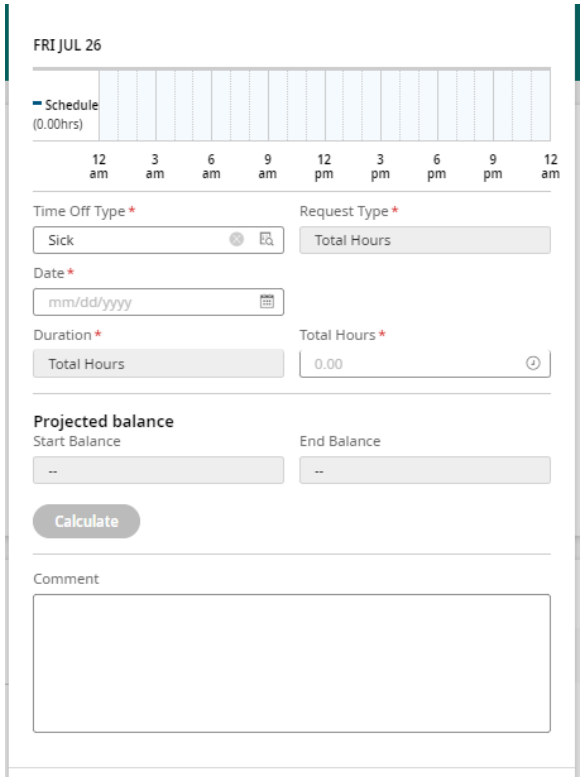 FRI JUL 26
Schedule
(0.00hrs)
12 am 3 am 6 am 9 am 12 pm 3 pm 6 pm 9 pm 12 am
Time Off Type * Request Type *
Sick Total Hours
Date *
mm/dd/yyyy
Duration * Total Hours *
Total Hours 0.00
Projected balance
Start Balance End Balance
-- --
Calculate
Comment